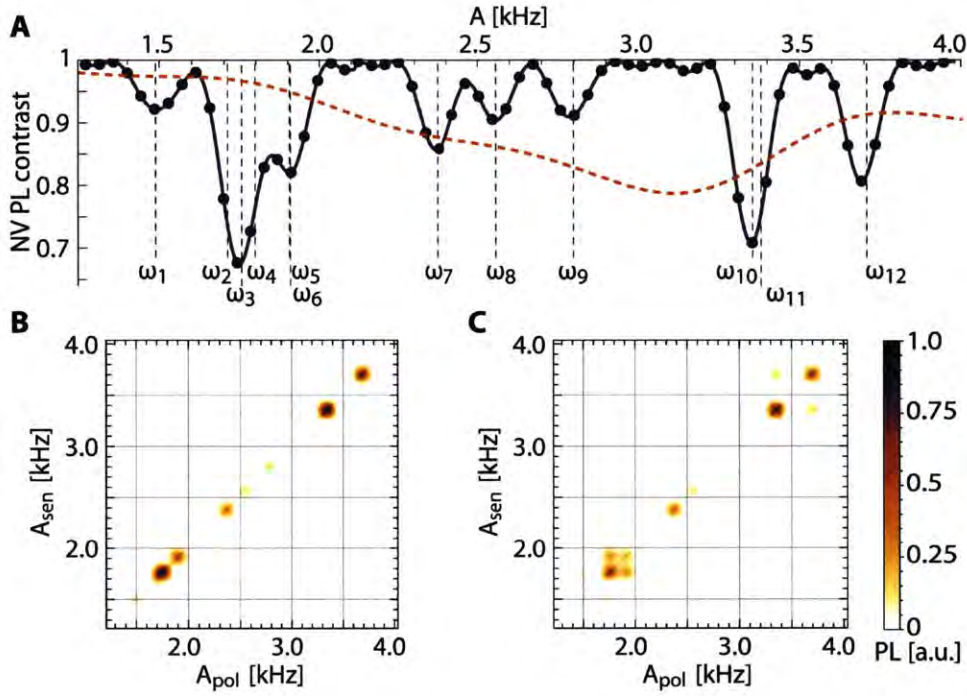 A
A [kHz]
1.5 2.0 2.5 3.0 3.5 4.0
NV PL contrast
1
0.9
0.8
0.7
ω1 ω2 ω4 ω5 ω7 ω8 ω9 ω10 ω12
ω3 ω6 ω11
B
Asen [kHz]
4.0
3.0
2.0
2.0 3.0 4.0
Apol [kHz]
C
Asen [kHz]
4.0
3.0
2.0
2.0 3.0 4.0
Apol [kHz]
1.0
0.75
0.5
0.25
0
PL [a.u.]